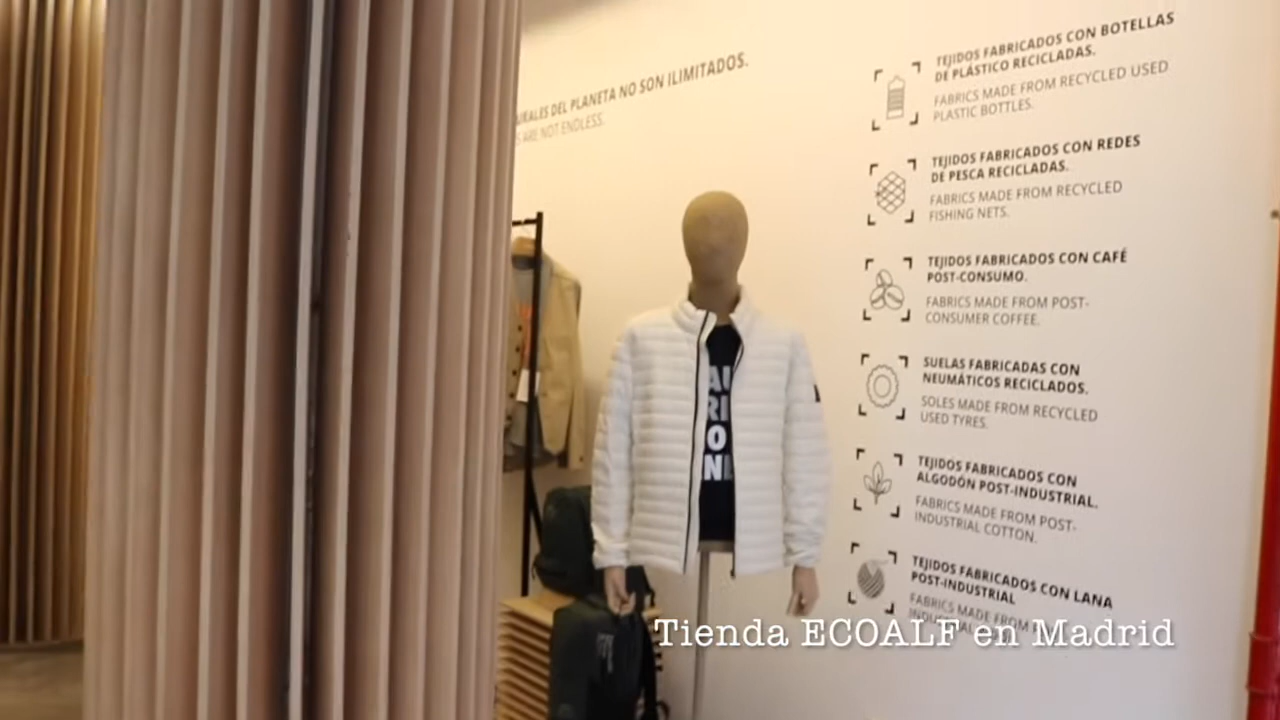 DEL PLANETA NO SON ILIMITADOS.
ARE NOT ENDLESS.
TEJIDOS FABRICADOS CON BOTELLAS
DE PLÁSTICO RECICLADAS.
FABRICS MADE FROM RECYCLED USED
PLASTIC BOTTLES.
TEJIDOS FABRICADOS CON REDES
DE PESCA RECICLADAS.
FABRICS MADE FROM RECYCLED
FISHING NETS.
TEJIDOS FABRICADOS CON CAFÉ
POST-CONSUMO.
FABRICS MADE FROM POST-
CONSUMER COFFEE.
SUELAS FABRICADAS CON
NEUMÁTICOS RECICLADOS.
SOLES MADE FROM RECYCLED
USED TYRES.
TEJIDOS FABRICADOS CON
ALGODÓN POST-INDUSTRIAL.
FABRICS MADE FROM POST-
INDUSTRIAL COTTON.
TEJIDOS FABRICADOS CON LANA
POST-INDUSTRIAL
FABRICS MADE FROM
Tienda ECOALF en Madrid